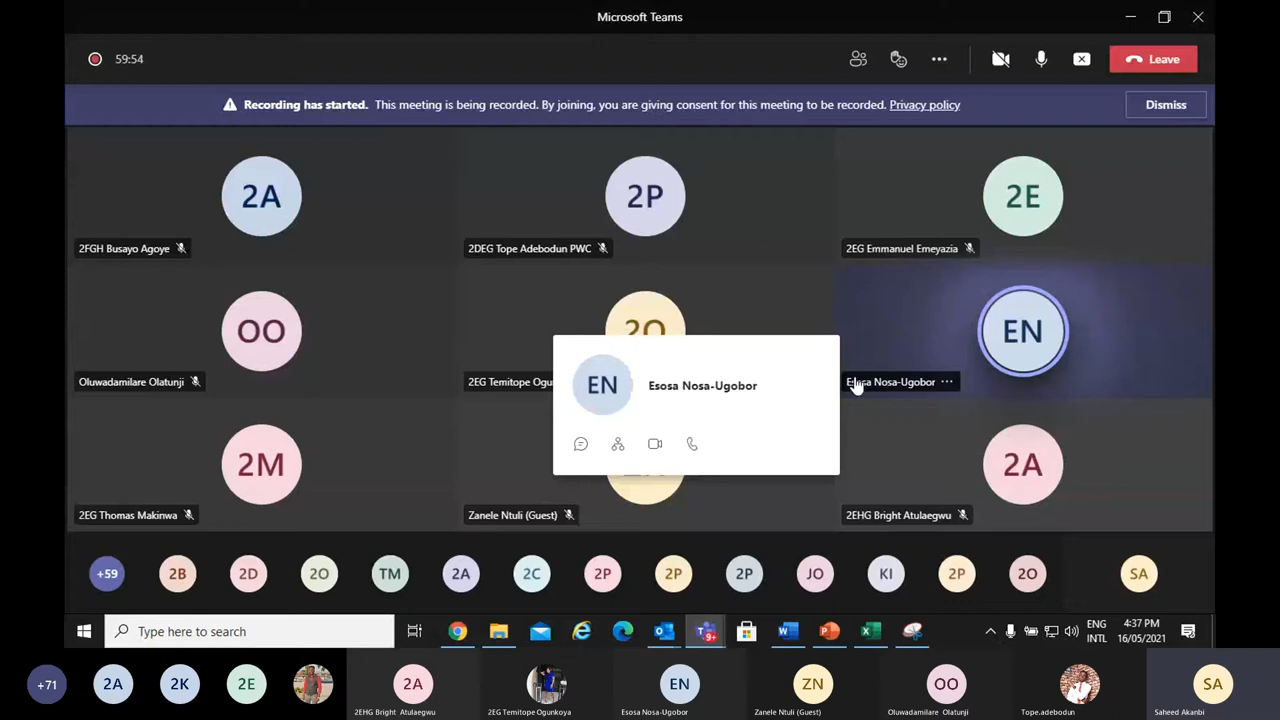 Microsoft Teams
59:54
Leave
Recording has started. This meeting is being recorded. By joining, you are giving consent for this meeting to be recorded. Privacy policy
Dismiss
2A
2P
2E
2FGH Busayo Agoye
2DEG Tope Adebodun PWC
2EG Emmanuel Emeyazia
OO
2O
EN
Oluwadamilare Olatunji
2EG Temitope Ogu
EN
Esosa Nosa-Ugobor
Esosa Nosa-Ugobor
2M
2A
2EG Thomas Makinwa
Zanele Ntuli (Guest)
2EHG Bright Atulaegwu
+59
2B
2D
2O
TM
2A
2C
2P
2P
2P
JO
KI
2P
2O
SA
Type here to search
9+
ENG
INTL
4:37 PM
16/05/2021
+71
2A
2K
2E
2A
EN
ZN
OO
SA
2EHG Bright Atulaegwu
2EG Temitope Ogunkoya
Esosa Nosa-Ugobor
Zanele Ntuli (Guest)
Oluwadamilare Olatunji
Tope.adebodun
Saheed Akanbi